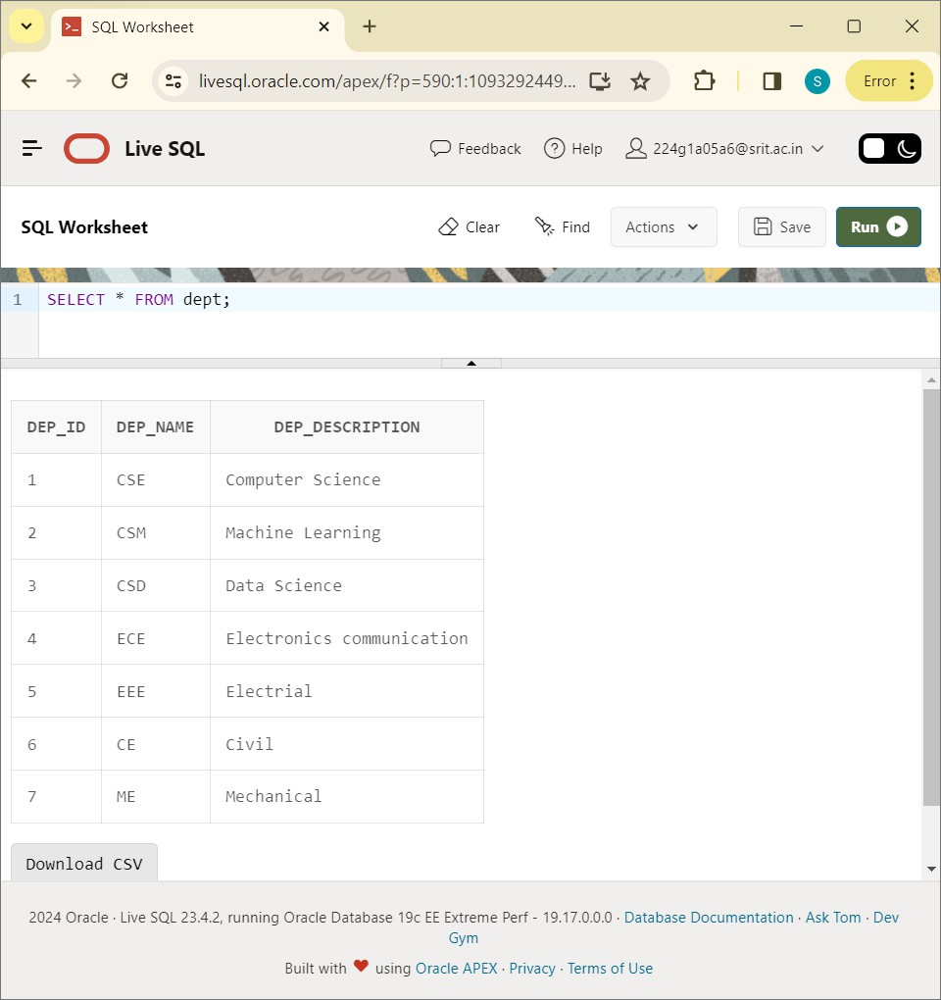 SQL Worksheet
livesql.oracle.com/apex/f?p=590:1:1093292449... S Error
Live SQL Feedback Help 224g1a05a6@srit.ac.in
SQL Worksheet Clear Find Actions Save Run
1 SELECT * FROM dept;
DEP_ID DEP_NAME DEP_DESCRIPTION
1 CSE Computer Science
2 CSM Machine Learning
3 CSD Data Science
4 ECE Electronics communication
5 EEE Electrial
6 CE Civil
7 ME Mechanical
Download CSV
2024 Oracle · Live SQL 23.4.2, running Oracle Database 19c EE Extreme Perf - 19.17.0.0.0 · Database Documentation · Ask Tom · Dev
Gym
Built with ❤ using Oracle APEX · Privacy · Terms of Use